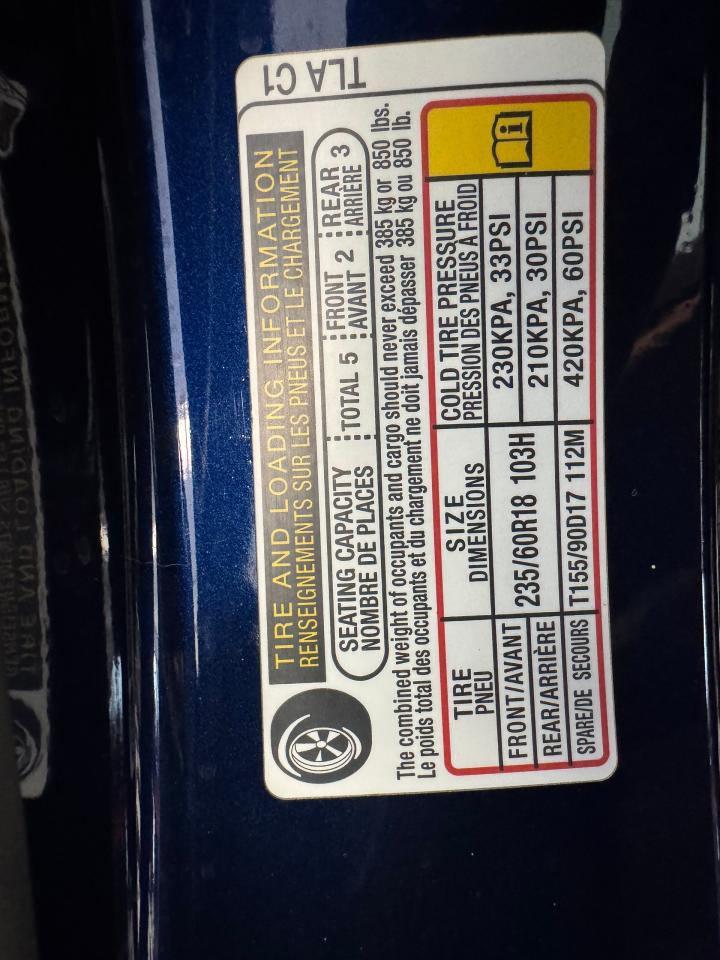 TLA C1
TIRE AND LOADING INFORMATION
RENSEIGNEMENTS SUR LES PNEUS ET LE CHARGEMENT
SEATING CAPACITY TOTAL 5 FRONT 2 REAR 3
NOMBRE DE PLACES AVANT ARRIÈRE
The combined weight of occupants and cargo should never exceed 385 kg or 850 lbs.
Le poids total des occupants et du chargement ne doit jamais dépasser 385 kg ou 850 lb.
TIRE SIZE COLD TIRE PRESSURE
PNEU DIMENSIONS PRESSION DES PNEUS À FROID
FRONT/AVANT 235/60R18 103H 230KPA, 33PSI
REAR/ARRIÈRE 210KPA, 30PSI
SPARE/DE SECOURS T155/90D17 112M 420KPA, 60PSI